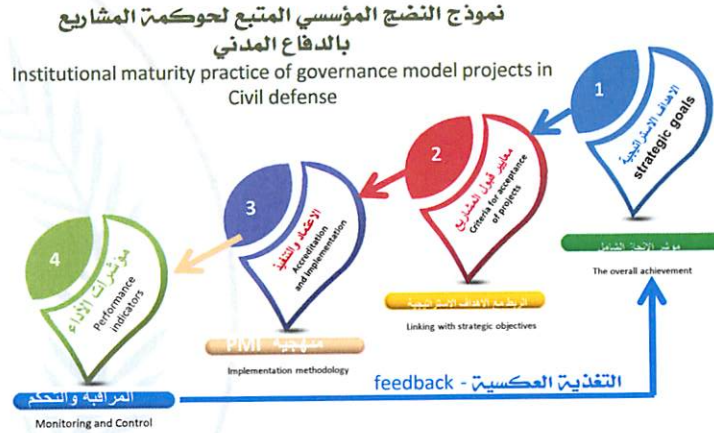 نموذج النضج المؤسسي المتبع لحوكمة المشاريع
بالدفاع المدني
Institutional maturity practice of governance model projects in
Civil defense
1
الاهداف الاستراتيجية
strategic goals
مؤشر الإنجاز الشامل
The overall achievement
2
معايير قبول المشاريع
Criteria for acceptance
of projects
الربط مع الاهداف الاستراتيجية
Linking with strategic objectives
3
الاعتماد والتنفيذ
Accreditation
and implementation
منهجية PMI
Implementation methodology
4
مؤشرات الأداء
Performance
indicators
المراقبة والتحكم
Monitoring and Control
التغذية العكسية - feedback